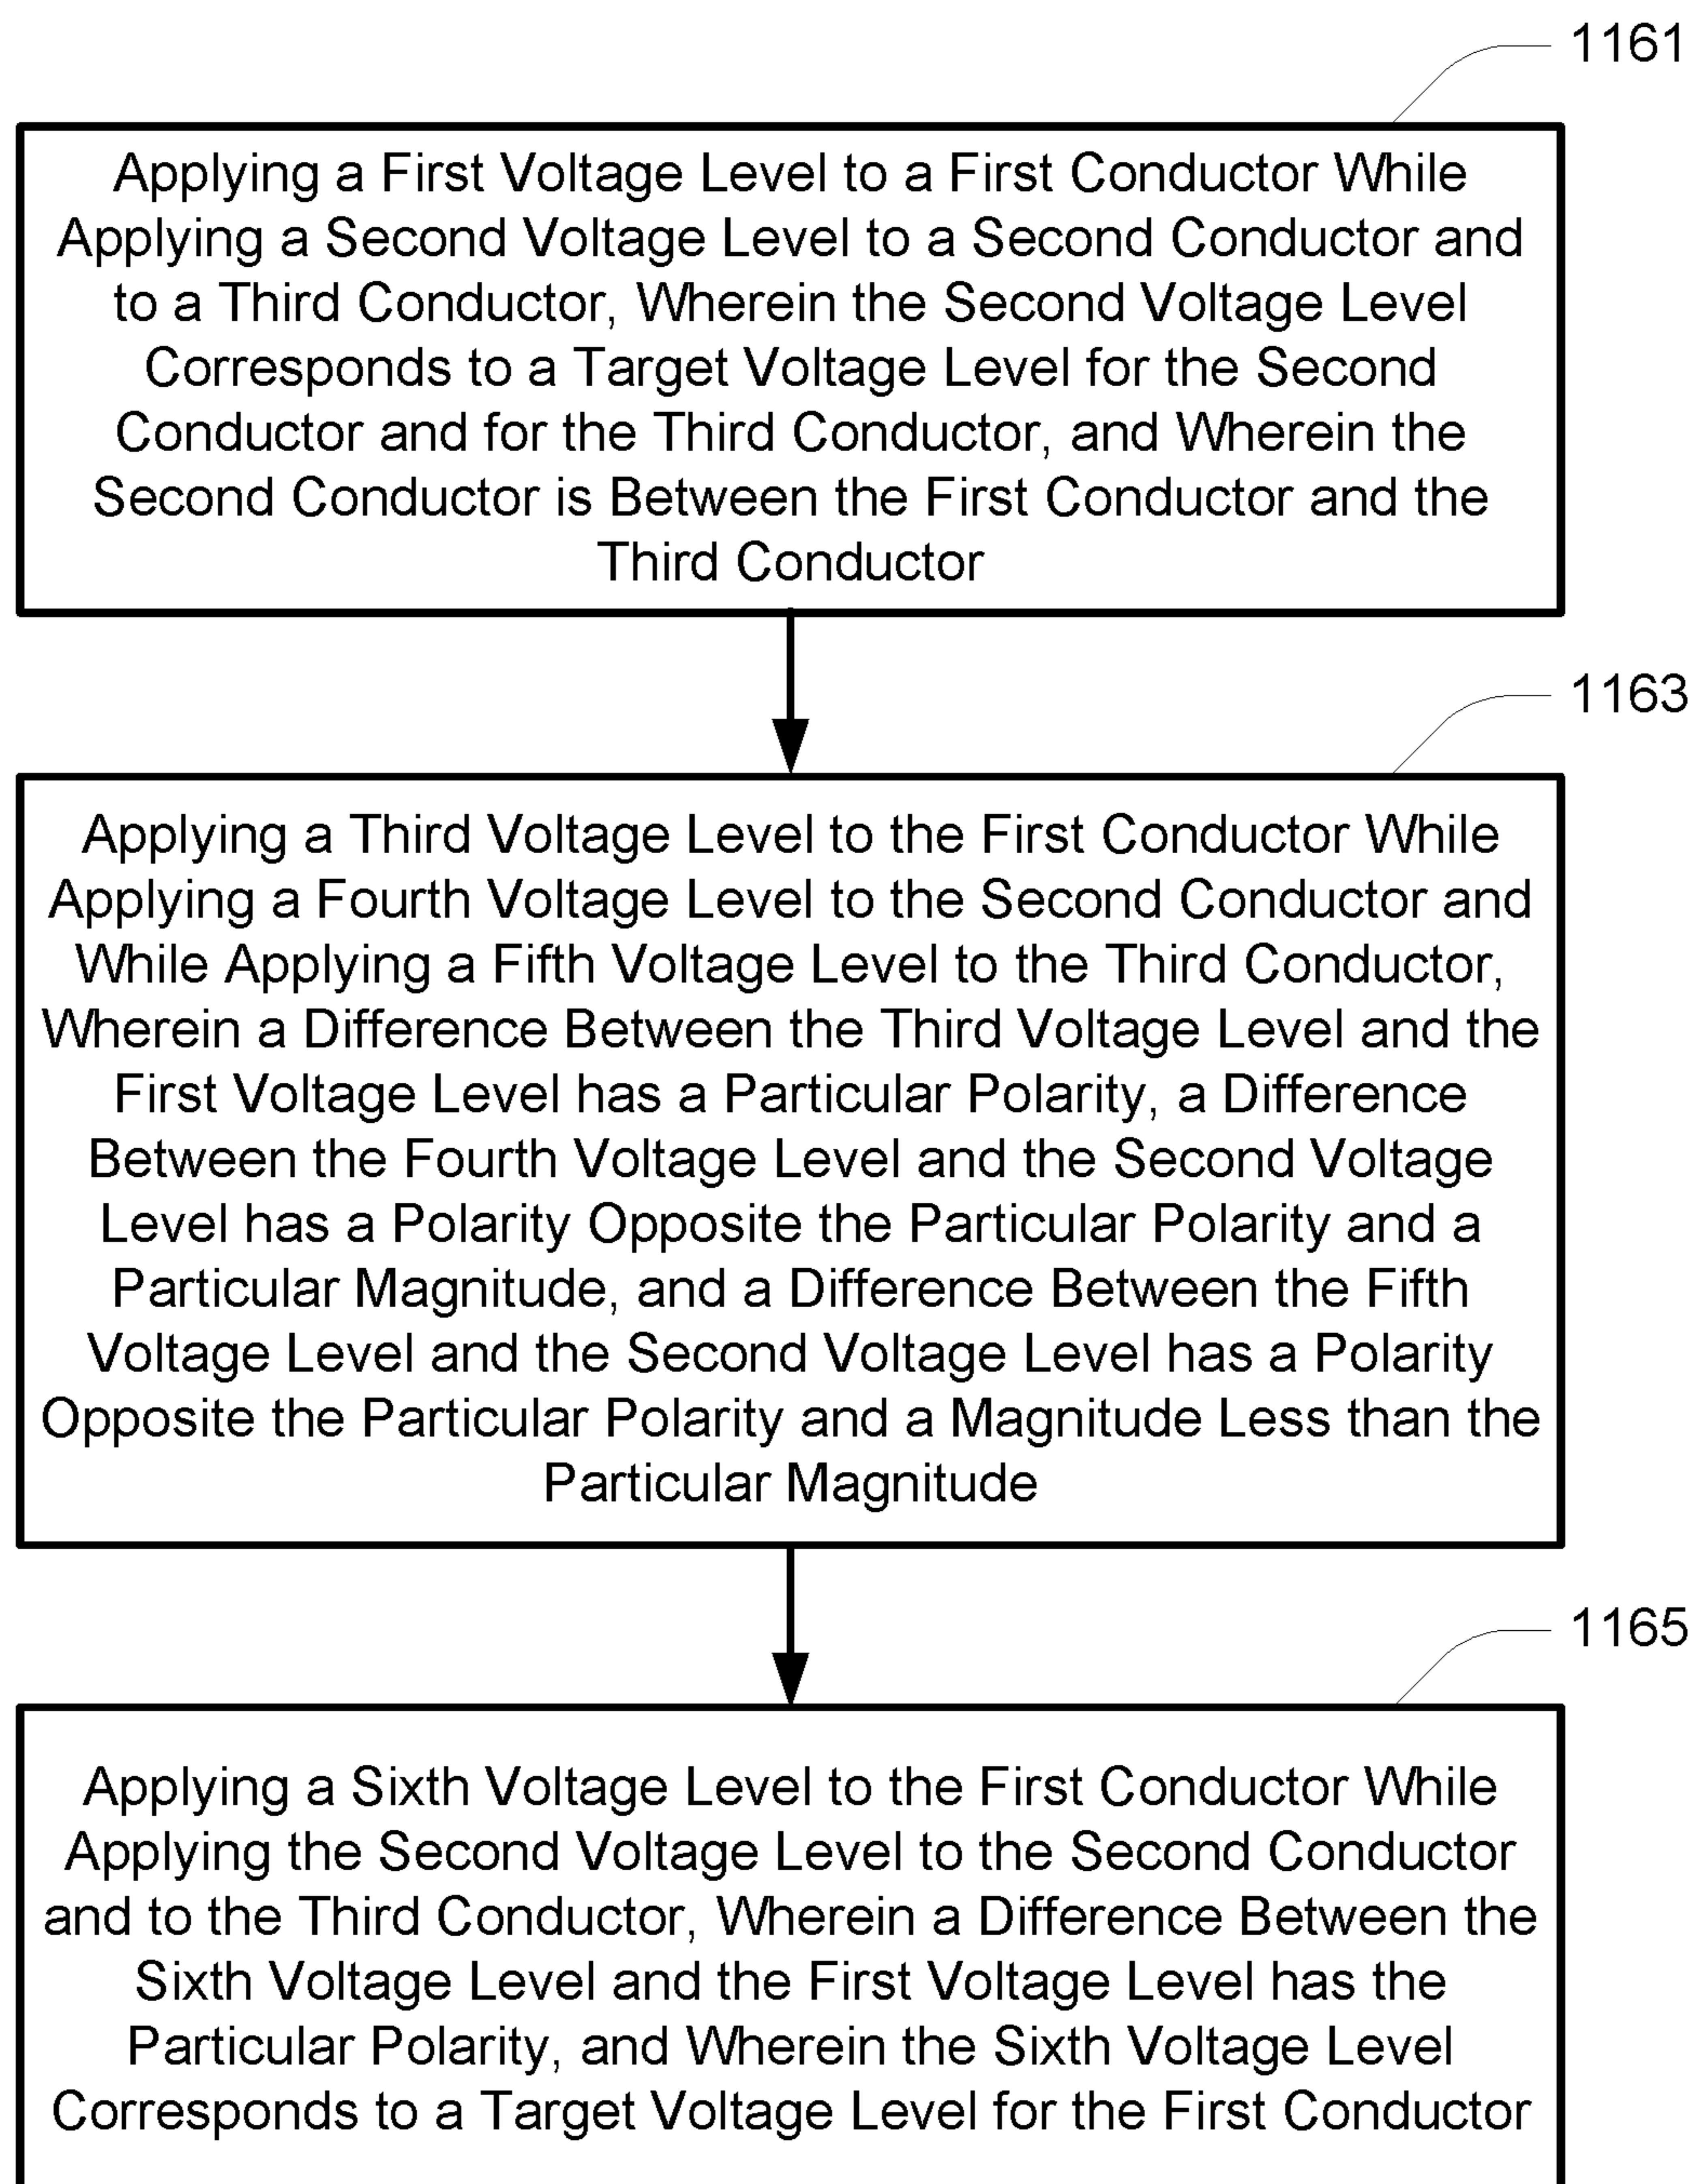 1161
Applying a First Voltage Level to a First Conductor While
Applying a Second Voltage Level to a Second Conductor and
to a Third Conductor, Wherein the Second Voltage Level
Corresponds to a Target Voltage Level for the Second
Conductor and for the Third Conductor, and Wherein the
Second Conductor is Between the First Conductor and the
Third Conductor
1163
Applying a Third Voltage Level to the First Conductor While
Applying a Fourth Voltage Level to the Second Conductor and
While Applying a Fifth Voltage Level to the Third Conductor,
Wherein a Difference Between the Third Voltage Level and the
First Voltage Level has a Particular Polarity, a Difference
Between the Fourth Voltage Level and the Second Voltage
Level has a Polarity Opposite the Particular Polarity and a
Particular Magnitude, and a Difference Between the Fifth
Voltage Level and the Second Voltage Level has a Polarity
Opposite the Particular Polarity and a Magnitude Less than the
Particular Magnitude
1165
Applying a Sixth Voltage Level to the First Conductor While
Applying the Second Voltage Level to the Second Conductor
and to the Third Conductor, Wherein a Difference Between the
Sixth Voltage Level and the First Voltage Level has the
Particular Polarity, and Wherein the Sixth Voltage Level
Corresponds to a Target Voltage Level for the First Conductor